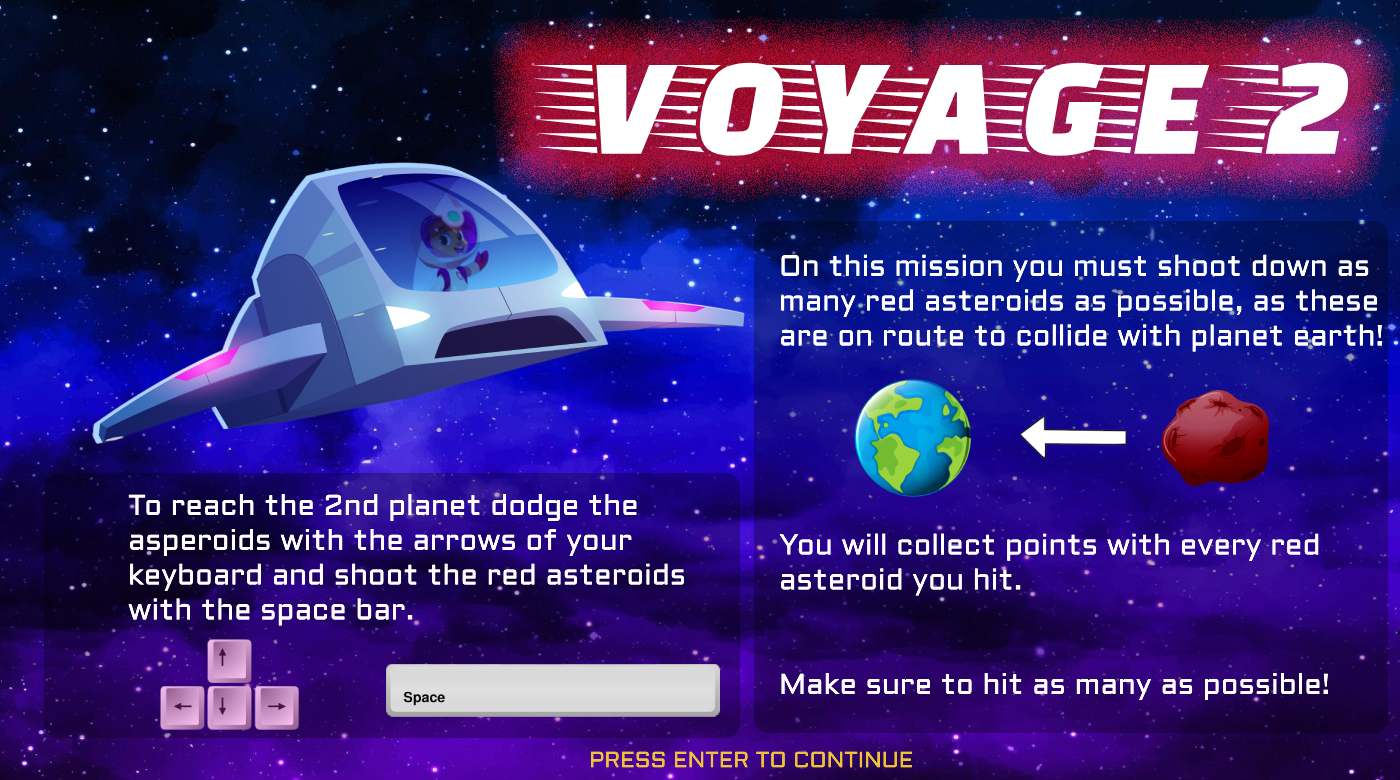 VOYAGE 2
On this mission you must shoot down as
many red asteroids as possible, as these
are on route to collide with planet earth!
You will collect points with every red
asteroid you hit.
Make sure to hit as many as possible!
To reach the 2nd planet dodge the
asperoids with the arrows of your
keyboard and shoot the red asteroids
with the space bar.
↑
← ↓ →
Space
PRESS ENTER TO CONTINUE